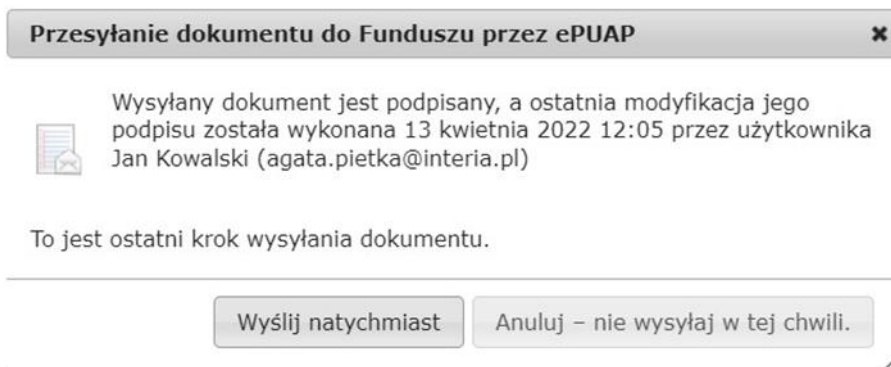 Przesyłanie dokumentu do Funduszu przez ePUAP
Wysyłany dokument jest podpisany, a ostatnia modyfikacja jego
podpisu została wykonana 13 kwietnia 2022 12:05 przez użytkownika
Jan Kowalski (agata.pietka@interia.pl)
To jest ostatni krok wysyłania dokumentu.
Wyślij natychmiast
Anuluj – nie wysyłaj w tej chwili.